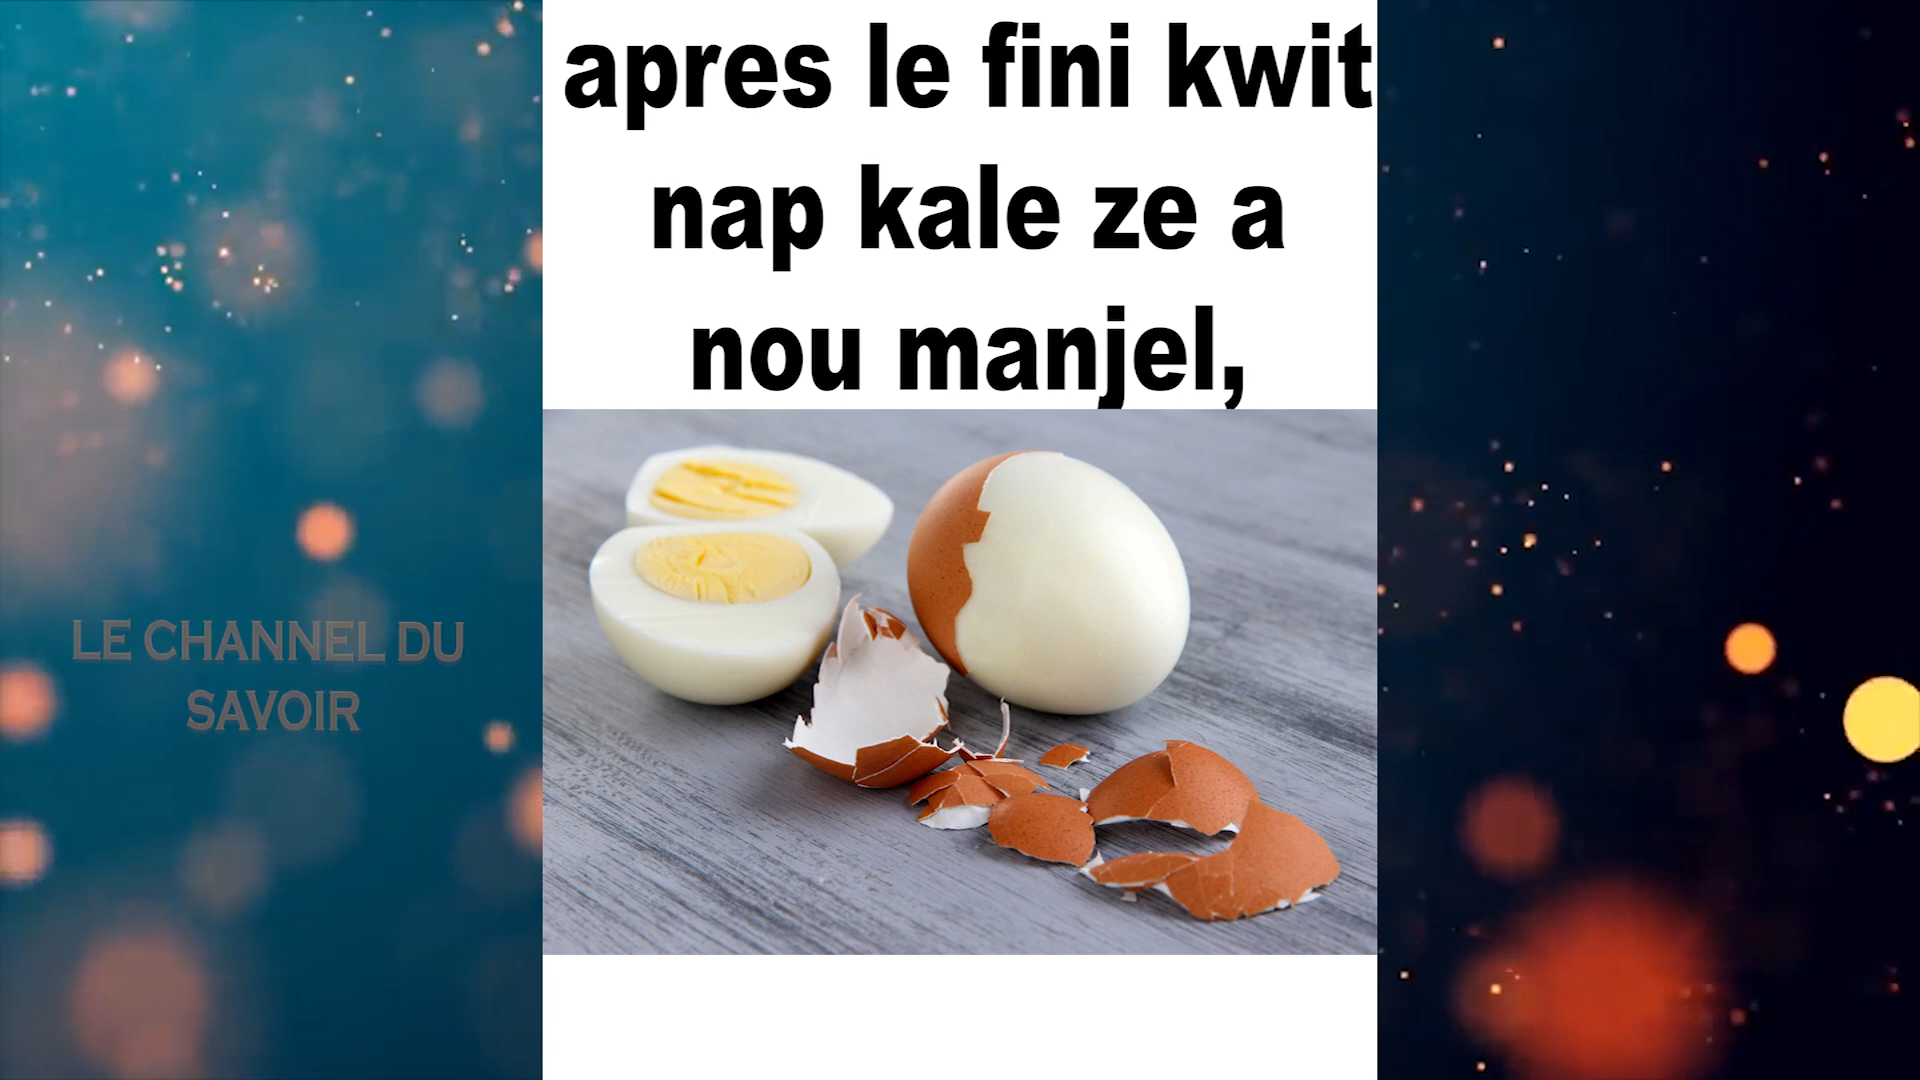 apres le fini kwit
nap kale ze a
nou manjel,
LE CHANNEL DU
SAVOIR